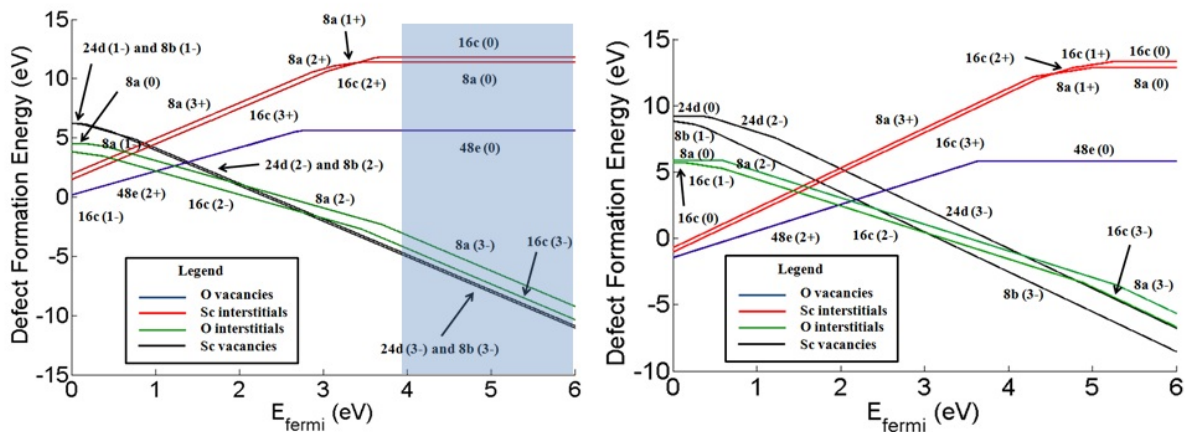 15
10
5
0
-5
-10
-15
0
1
2
3
4
5
6
Defect Formation Energy (eV)
E_fermi (eV)
24d (1-) and 8b (1-)
8a (0)
8a (1-)
8a (3+)
8a (2+)
8a (1+)
16c (0)
16c (2+)
8a (0)
16c (3+)
24d (2-) and 8b (2-)
48e (0)
48e (2+)
16c (1-)
16c (2-)
8a (2-)
8a (3-)
16c (3-)
24d (3-) and 8b (3-)
Legend
O vacancies
Sc interstitials
O interstitials
Sc vacancies
15
10
5
0
-5
-10
0
1
2
3
4
5
6
Defect Formation Energy (eV)
E_fermi (eV)
24d (0)
24d (2-)
8b (1-)
8a (0)
8a (2-)
16c (1-)
16c (0)
8a (3+)
16c (3+)
16c (2+)
16c (1+)
16c (0)
8a (1+)
8a (0)
48e (0)
48e (2+)
16c (2-)
24d (3-)
16c (3-)
8b (3-)
8a (3-)
Legend
O vacancies
Sc interstitials
O interstitials
Sc vacancies